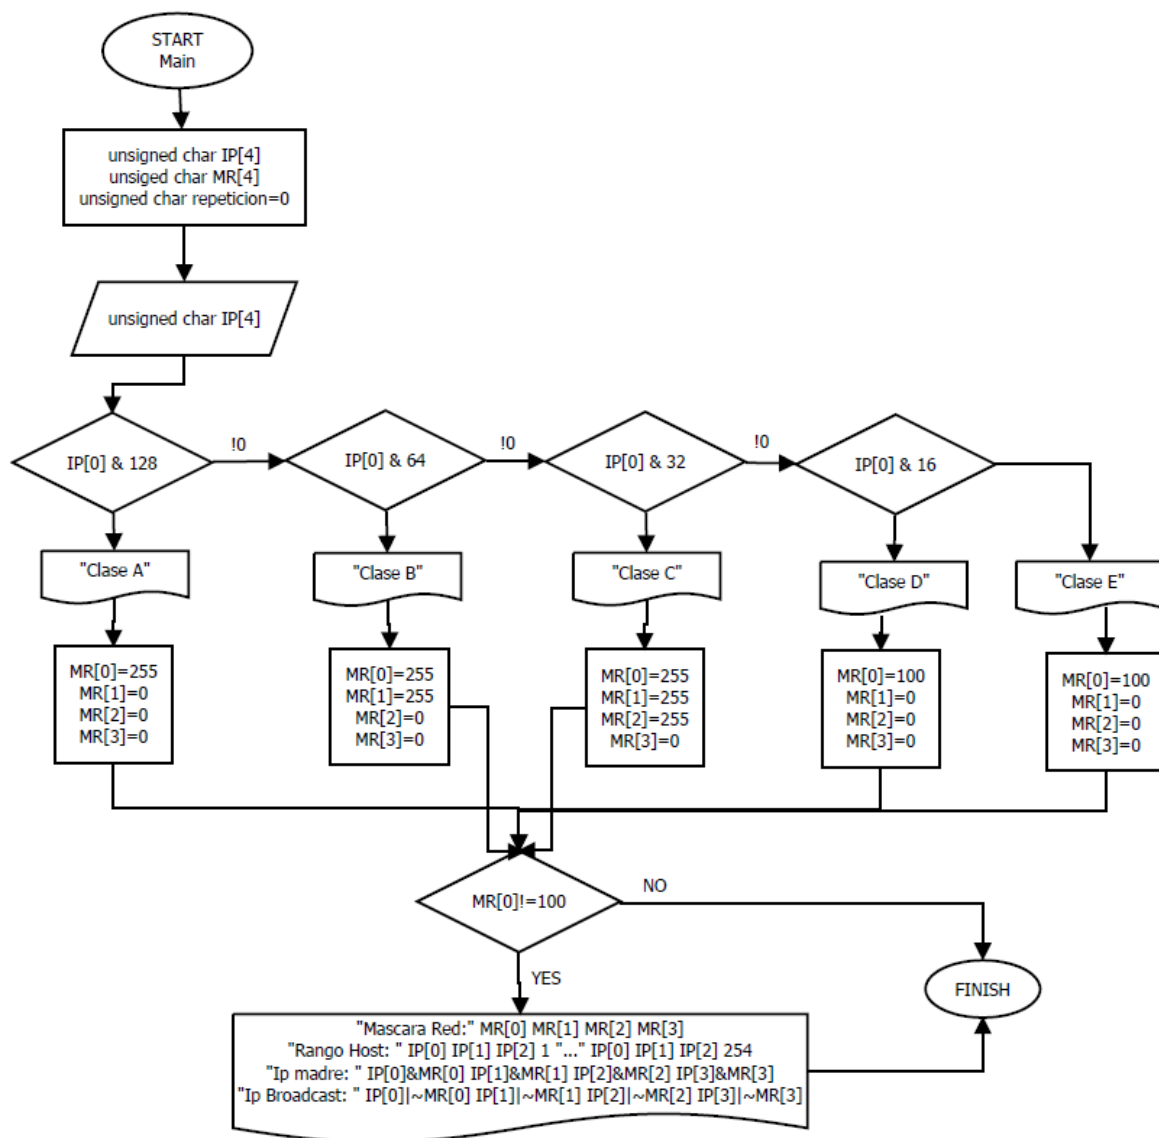 START
Main
unsigned char IP[4]
unsiged char MR[4]
unsigned char repeticion=0
unsigned char IP[4]
IP[0] & 128
!0
IP[0] & 64
!0
IP[0] & 32
!0
IP[0] & 16
"Clase A"
"Clase B"
"Clase C"
"Clase D"
"Clase E"
MR[0]=255
MR[1]=0
MR[2]=0
MR[3]=0
MR[0]=255
MR[1]=255
MR[2]=0
MR[3]=0
MR[0]=255
MR[1]=255
MR[2]=255
MR[3]=0
MR[0]=100
MR[1]=0
MR[2]=0
MR[3]=0
MR[0]=100
MR[1]=0
MR[2]=0
MR[3]=0
MR[0]!=100
NO
YES
FINISH
"Mascara Red:" MR[0] MR[1] MR[2] MR[3]
"Rango Host: " IP[0] IP[1] IP[2] 1 "..." IP[0] IP[1] IP[2] 254
"Ip madre: " IP[0]&MR[0] IP[1]&MR[1] IP[2]&MR[2] IP[3]&MR[3]
"Ip Broadcast: " IP[0]|~MR[0] IP[1]|~MR[1] IP[2]|~MR[2] IP[3]|~MR[3]